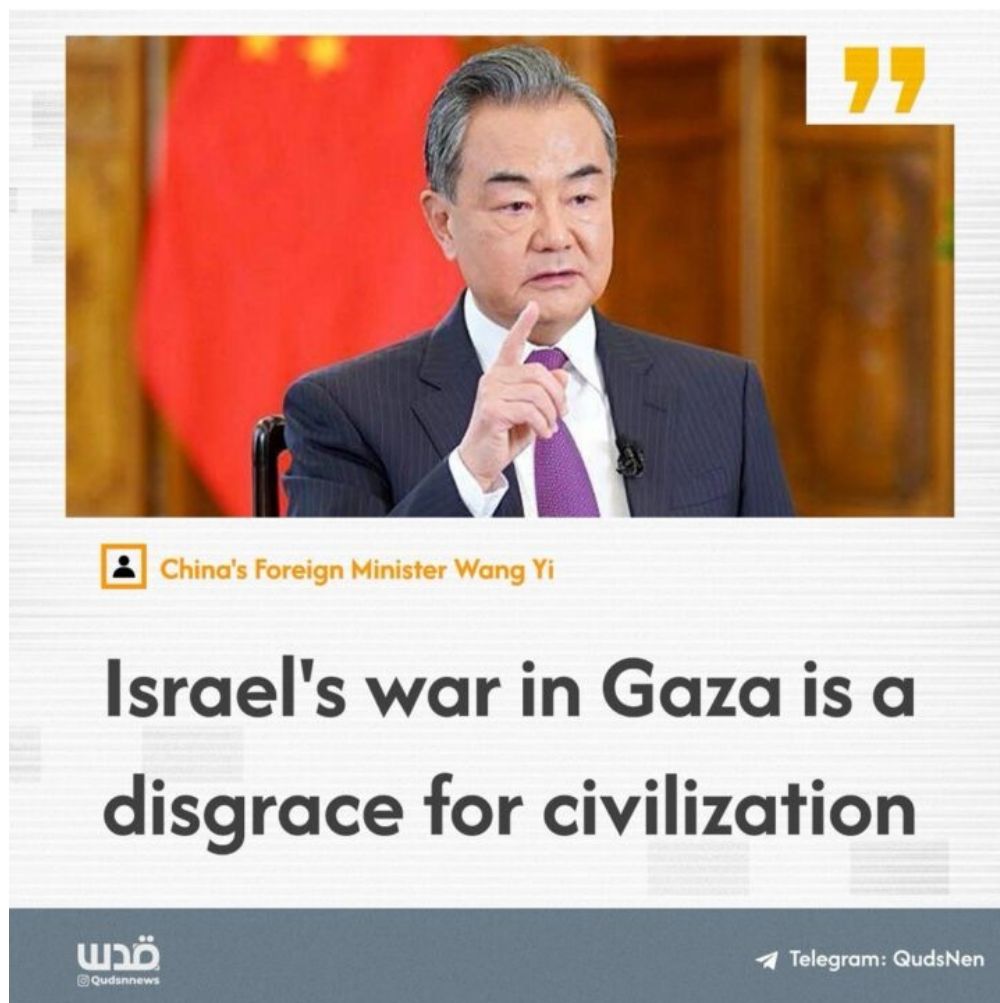 ”
China's Foreign Minister Wang Yi
Israel's war in Gaza is a
disgrace for civilization
قدس
Qudsnnews
Telegram: QudsNen